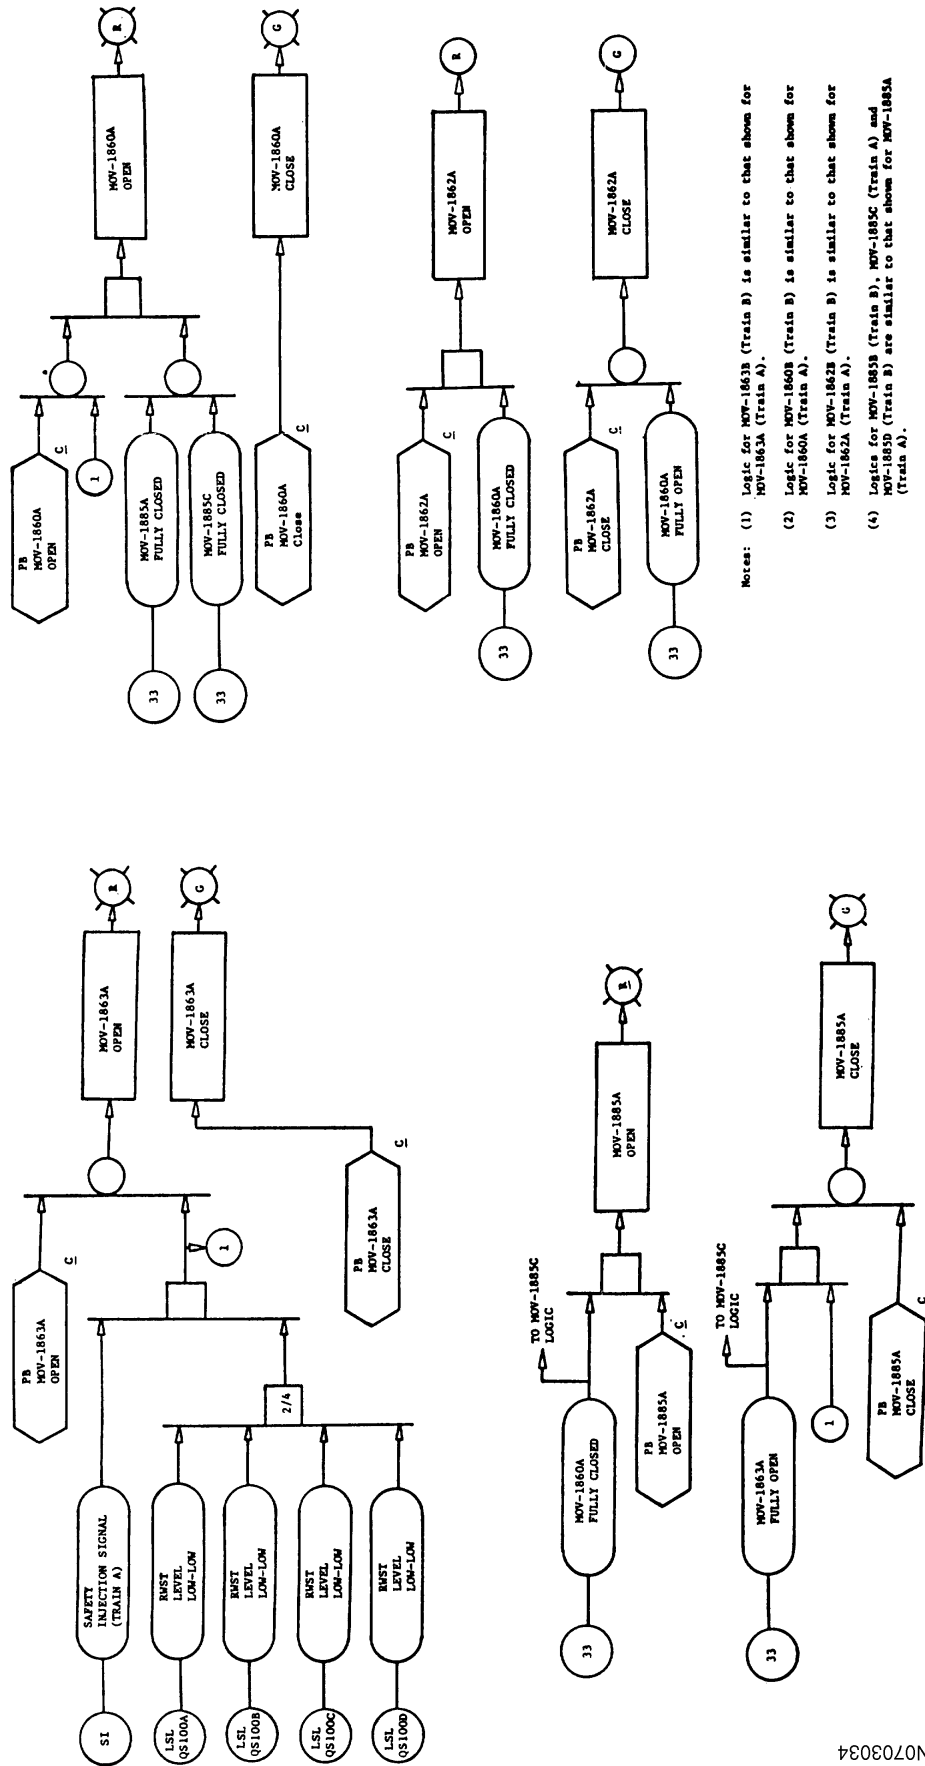 SI
SAFETY
INJECTION SIGNAL
(TRAIN A)
LSL
QS100A
RWST
LEVEL
LOW-LOW
LSL
QS100B
RWST
LEVEL
LOW-LOW
LSL
QS100C
RWST
LEVEL
LOW-LOW
LSL
QS100D
RWST
LEVEL
LOW-LOW
2/4
PB
MOV-1863A
OPEN
C
1
MOV-1863A
OPEN
R
PB
MOV-1863A
CLOSE
C
MOV-1863A
CLOSE
G
33
MOV-1860A
FULLY CLOSED
TO MOV-1885C
LOGIC
PB
MOV-1885A
OPEN
C
MOV-1885A
OPEN
R
33
MOV-1863A
FULLY OPEN
TO MOV-1885C
LOGIC
1
PB
MOV-1885A
CLOSE
C
MOV-1885A
CLOSE
G
PB
MOV-1860A
OPEN
C
1
33
MOV-1885A
FULLY CLOSED
33
MOV-1885C
FULLY CLOSED
MOV-1860A
OPEN
R
PB
MOV-1860A
Close
C
MOV-1860A
CLOSE
G
PB
MOV-1862A
OPEN
C
33
MOV-1860A
FULLY CLOSED
MOV-1862A
OPEN
R
PB
MOV-1862A
CLOSE
C
33
MOV-1860A
FULLY OPEN
MOV-1862A
CLOSE
G
Notes: (1) Logic for MOV-1863B (Train B) is similar to that shown for
MOV-1863A (Train A).
(2) Logic for MOV-1860B (Train B) is similar to that shown for
MOV-1860A (Train A).
(3) Logic for MOV-1862B (Train B) is similar to that shown for
MOV-1862A (Train A).
(4) Logics for MOV-1885B (Train B), MOV-1885C (Train A) and
MOV-1885D (Train B) are similar to that shown for MOV-1885A
(Train A).
N0703034